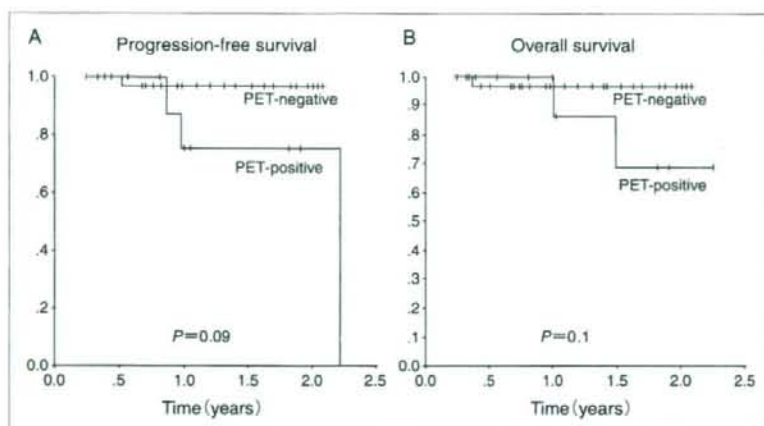 A
Progression-free survival
1.0
.8
.6
.4
.2
0.0
PET-negative
PET-positive
P=0.09
0.0 .5 1.0 1.5 2.0 2.5
Time(years)
B
Overall survival
1.0
.9
.8
.7
.6
.5
.4
.3
.2
.1
0.0
PET-negative
PET-positive
P=0.1
0.0 .5 1.0 1.5 2.0 2.5
Time(years)